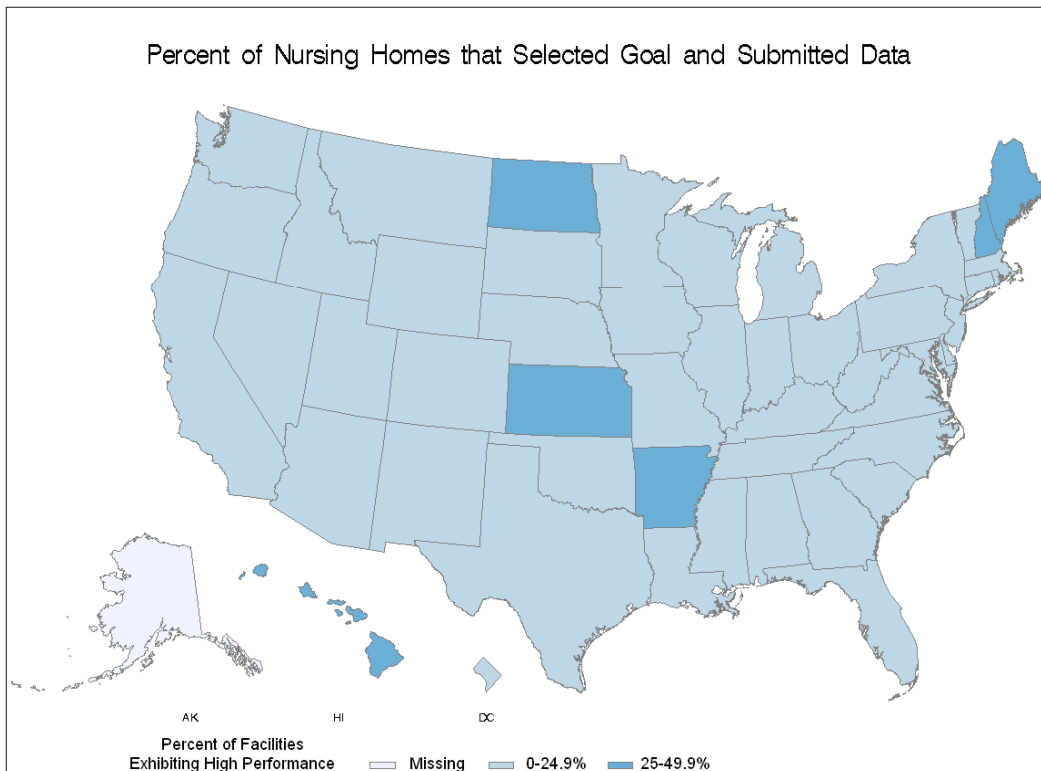 Percent of Nursing Homes that Selected Goal and Submitted Data
AK HI DC
Percent of Facilities
Exhibiting High Performance Missing 0-24.9% 25-49.9%